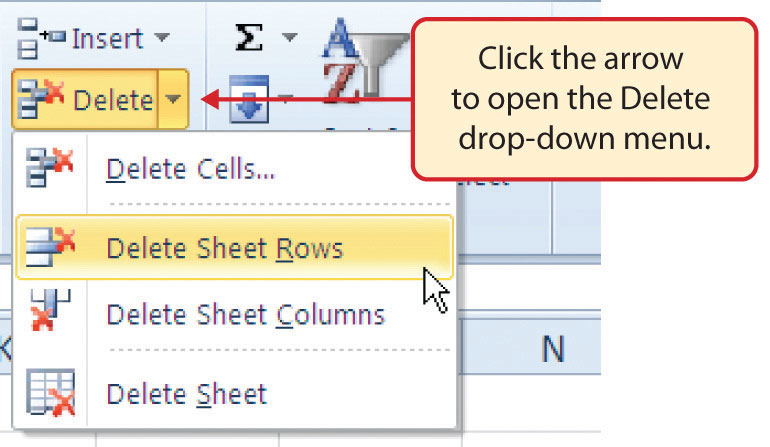 Insert
Σ
A
Z
Delete
Click the arrow
to open the Delete
drop-down menu.
Delete Cells...
Delete Sheet Rows
Delete Sheet Columns
K
N
Delete Sheet